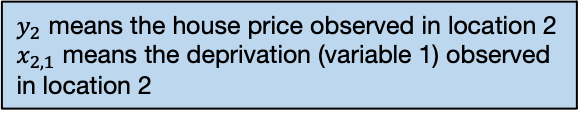 y₂ means the house price observed in location 2
x₂,₁ means the deprivation (variable 1) observed
in location 2